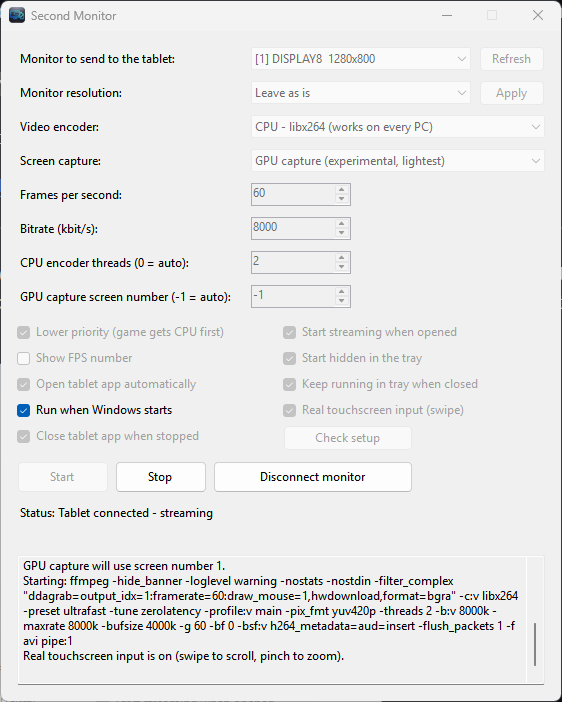 Second Monitor
Monitor to send to the tablet:
[1] DISPLAY8 1280x800
Refresh
Monitor resolution:
Leave as is
Apply
Video encoder:
CPU - libx264 (works on every PC)
Screen capture:
GPU capture (experimental, lightest)
Frames per second:
60
Bitrate (kbit/s):
8000
CPU encoder threads (0 = auto):
2
GPU capture screen number (-1 = auto):
-1
Lower priority (game gets CPU first)
Start streaming when opened
Show FPS number
Start hidden in the tray
Open tablet app automatically
Keep running in tray when closed
Run when Windows starts
Real touchscreen input (swipe)
Close tablet app when stopped
Check setup
Start
Stop
Disconnect monitor
Status: Tablet connected - streaming
GPU capture will use screen number 1.
Starting: ffmpeg -hide_banner -loglevel warning -nostats -nostdin -filter_complex
"ddagrab=output_idx=1:framerate=60:draw_mouse=1,hwdownload,format=bgra" -c:v libx264
-preset ultrafast -tune zerolatency -profile:v main -pix_fmt yuv420p -threads 2 -b:v 8000k -
maxrate 8000k -bufsize 4000k -g 60 -bf 0 -bsf:v h264_metadata=aud=insert -flush_packets 1 -f
avi pipe:1
Real touchscreen input is on (swipe to scroll, pinch to zoom).